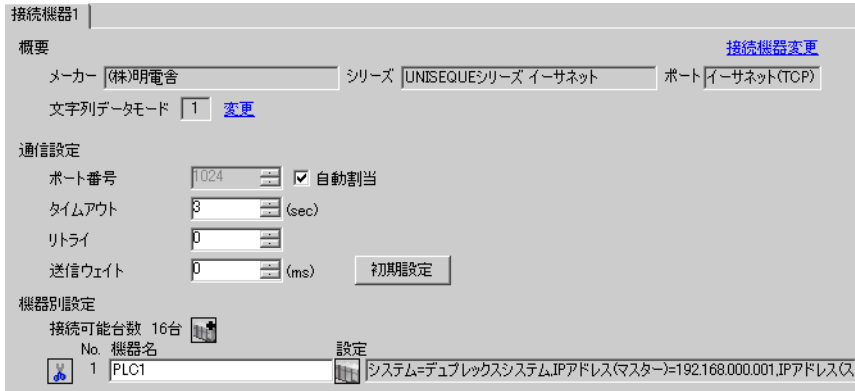 接続機器1
概要
接続機器変更
メーカー (株)明電舎 シリーズ UNISEQUEシリーズ イーサネット ポート イーサネット(TCP)
文字列データモード 1 変更
通信設定
ポート番号 1024 自動割当
タイムアウト 3 (sec)
リトライ 0
送信ウェイト 0 (ms) 初期設定
機器別設定
接続可能台数 16台
No. 機器名 設定
1 PLC1 システム=デュプレックスシステム,IPアドレス(マスター)=192.168.000.001,IPアドレス(ス